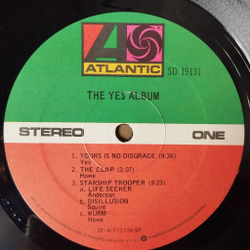 ATLANTIC
SD 19131
THE YES ALBUM
STEREO
ONE
1. YOURS IS NO DISGRACE (9:36)
Yes
2. THE CLAP (3:07)
Howe
3. STARSHIP TROOPER (9:23)
a. LIFE SEEKER
Anderson
b. DISILLUSION
Squire
c. WURM
Howe